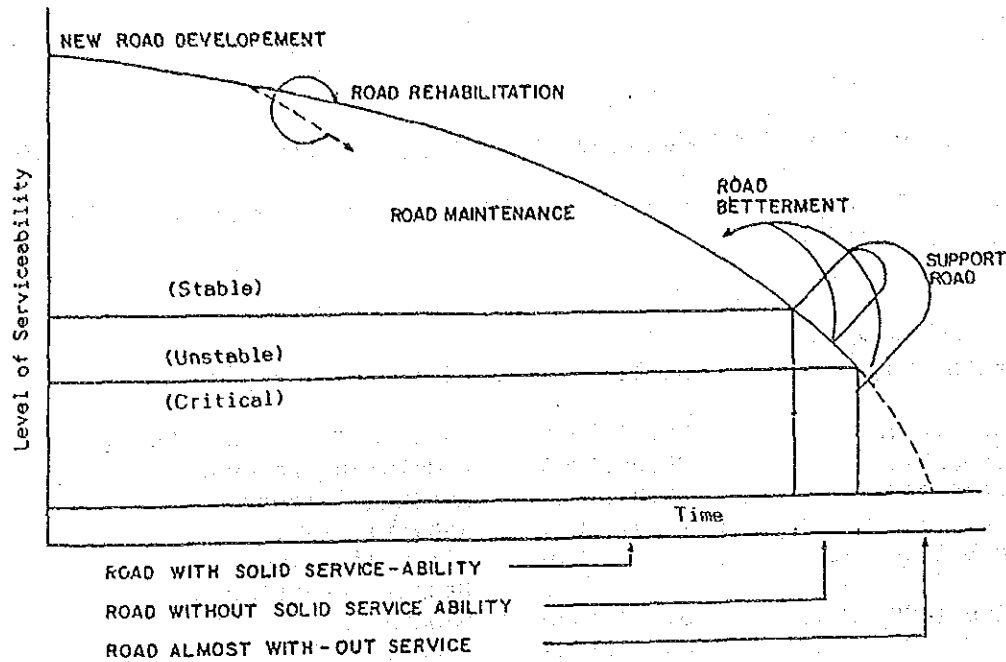 NEW ROAD DEVELOPEMENT
ROAD REHABILITATION
ROAD MAINTENANCE
ROAD
BETTERMENT
SUPPORT
ROAD
Level of Serviceability
(Stable)
(Unstable)
(Critical)
Time
ROAD WITH SOLID SERVICE-ABILITY
ROAD WITHOUT SOLID SERVICE ABILITY
ROAD ALMOST WITH-OUT SERVICE